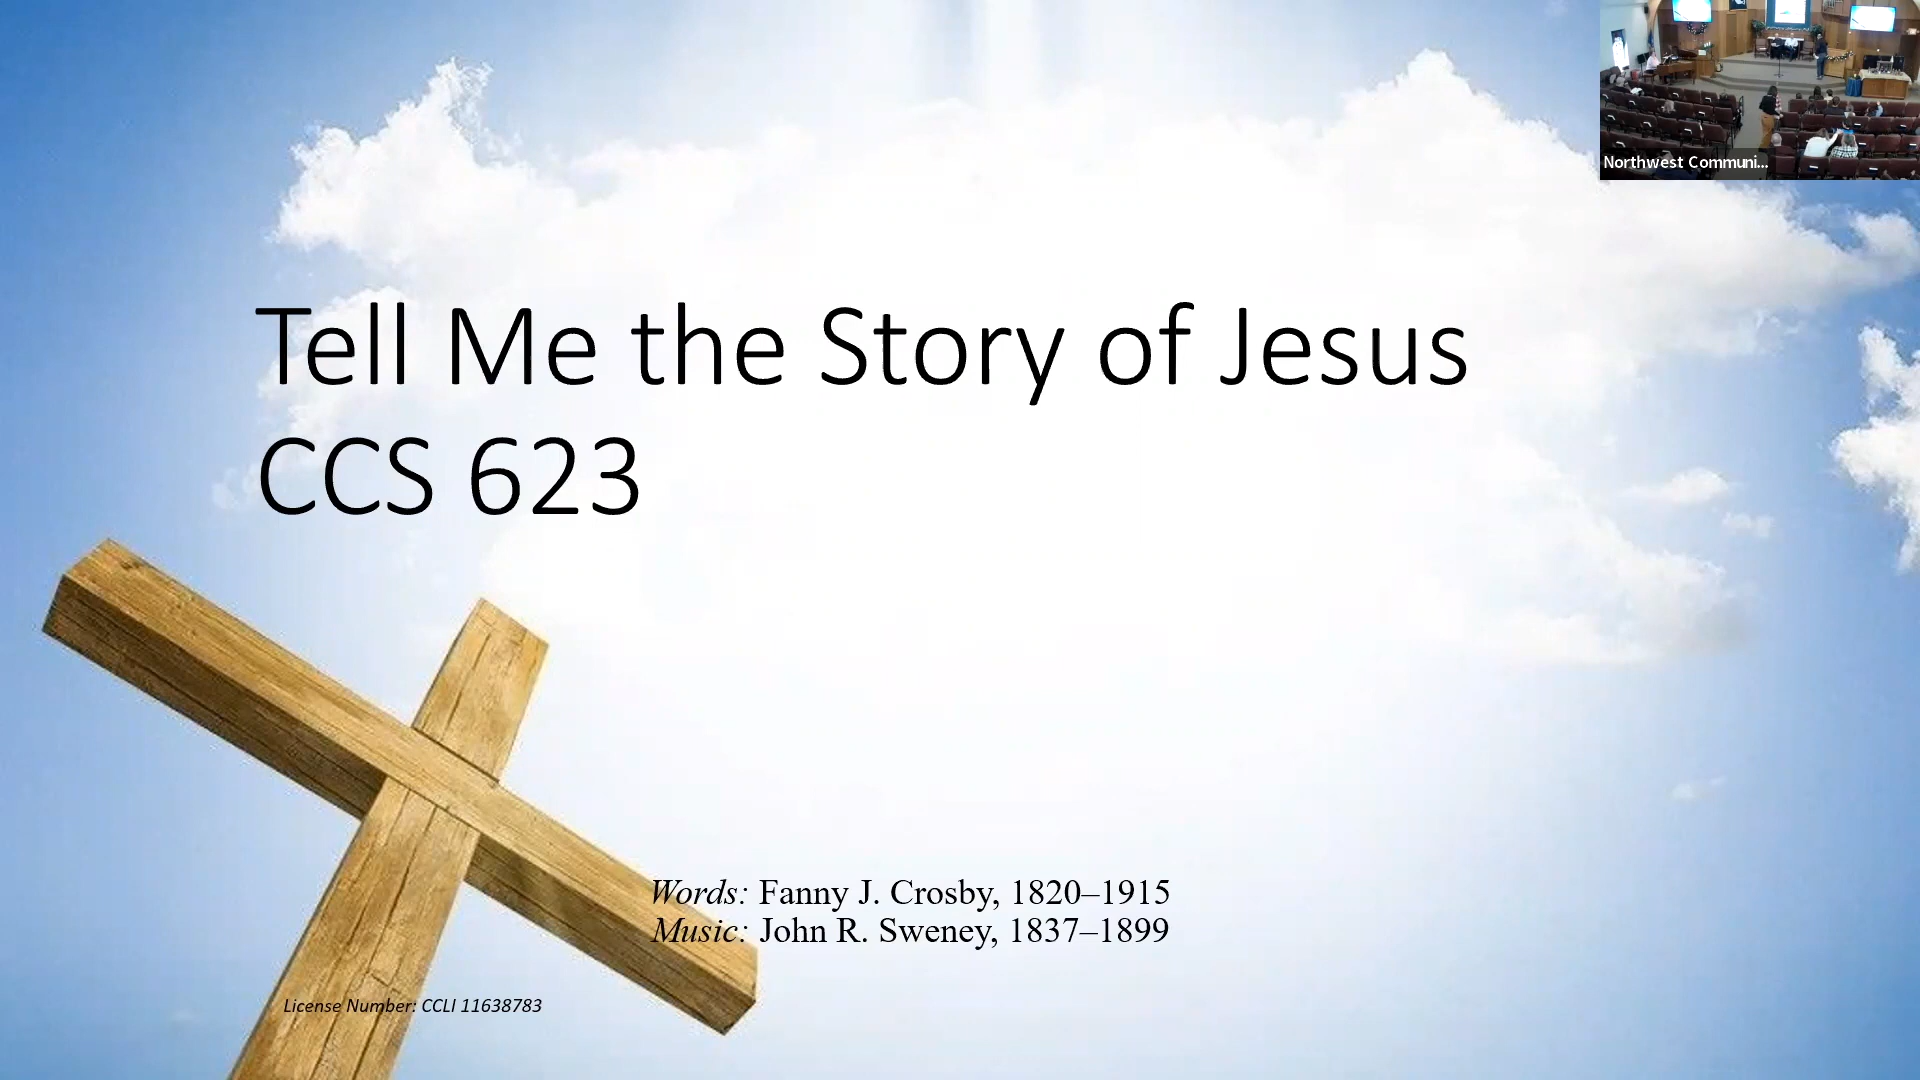 Northwest Communi...
Tell Me the Story of Jesus
CCS 623
Words: Fanny J. Crosby, 1820–1915
Music: John R. Sweney, 1837–1899
License Number: CCLI 11638783